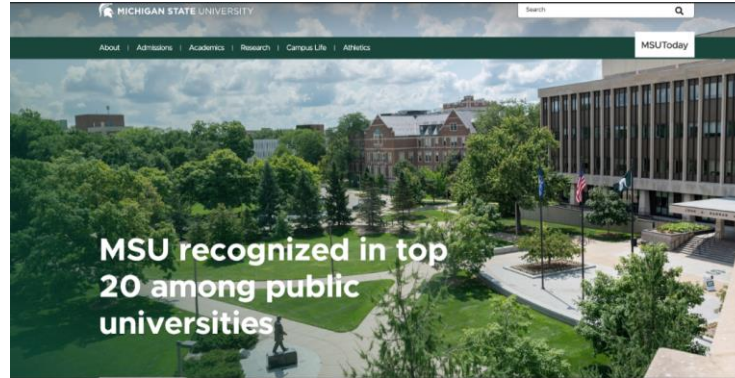 MICHIGAN STATE UNIVERSITY
Search
About | Admissions | Academics | Research | Campus Life | Athletics
MSUToday
MSU recognized in top
20 among public
universities